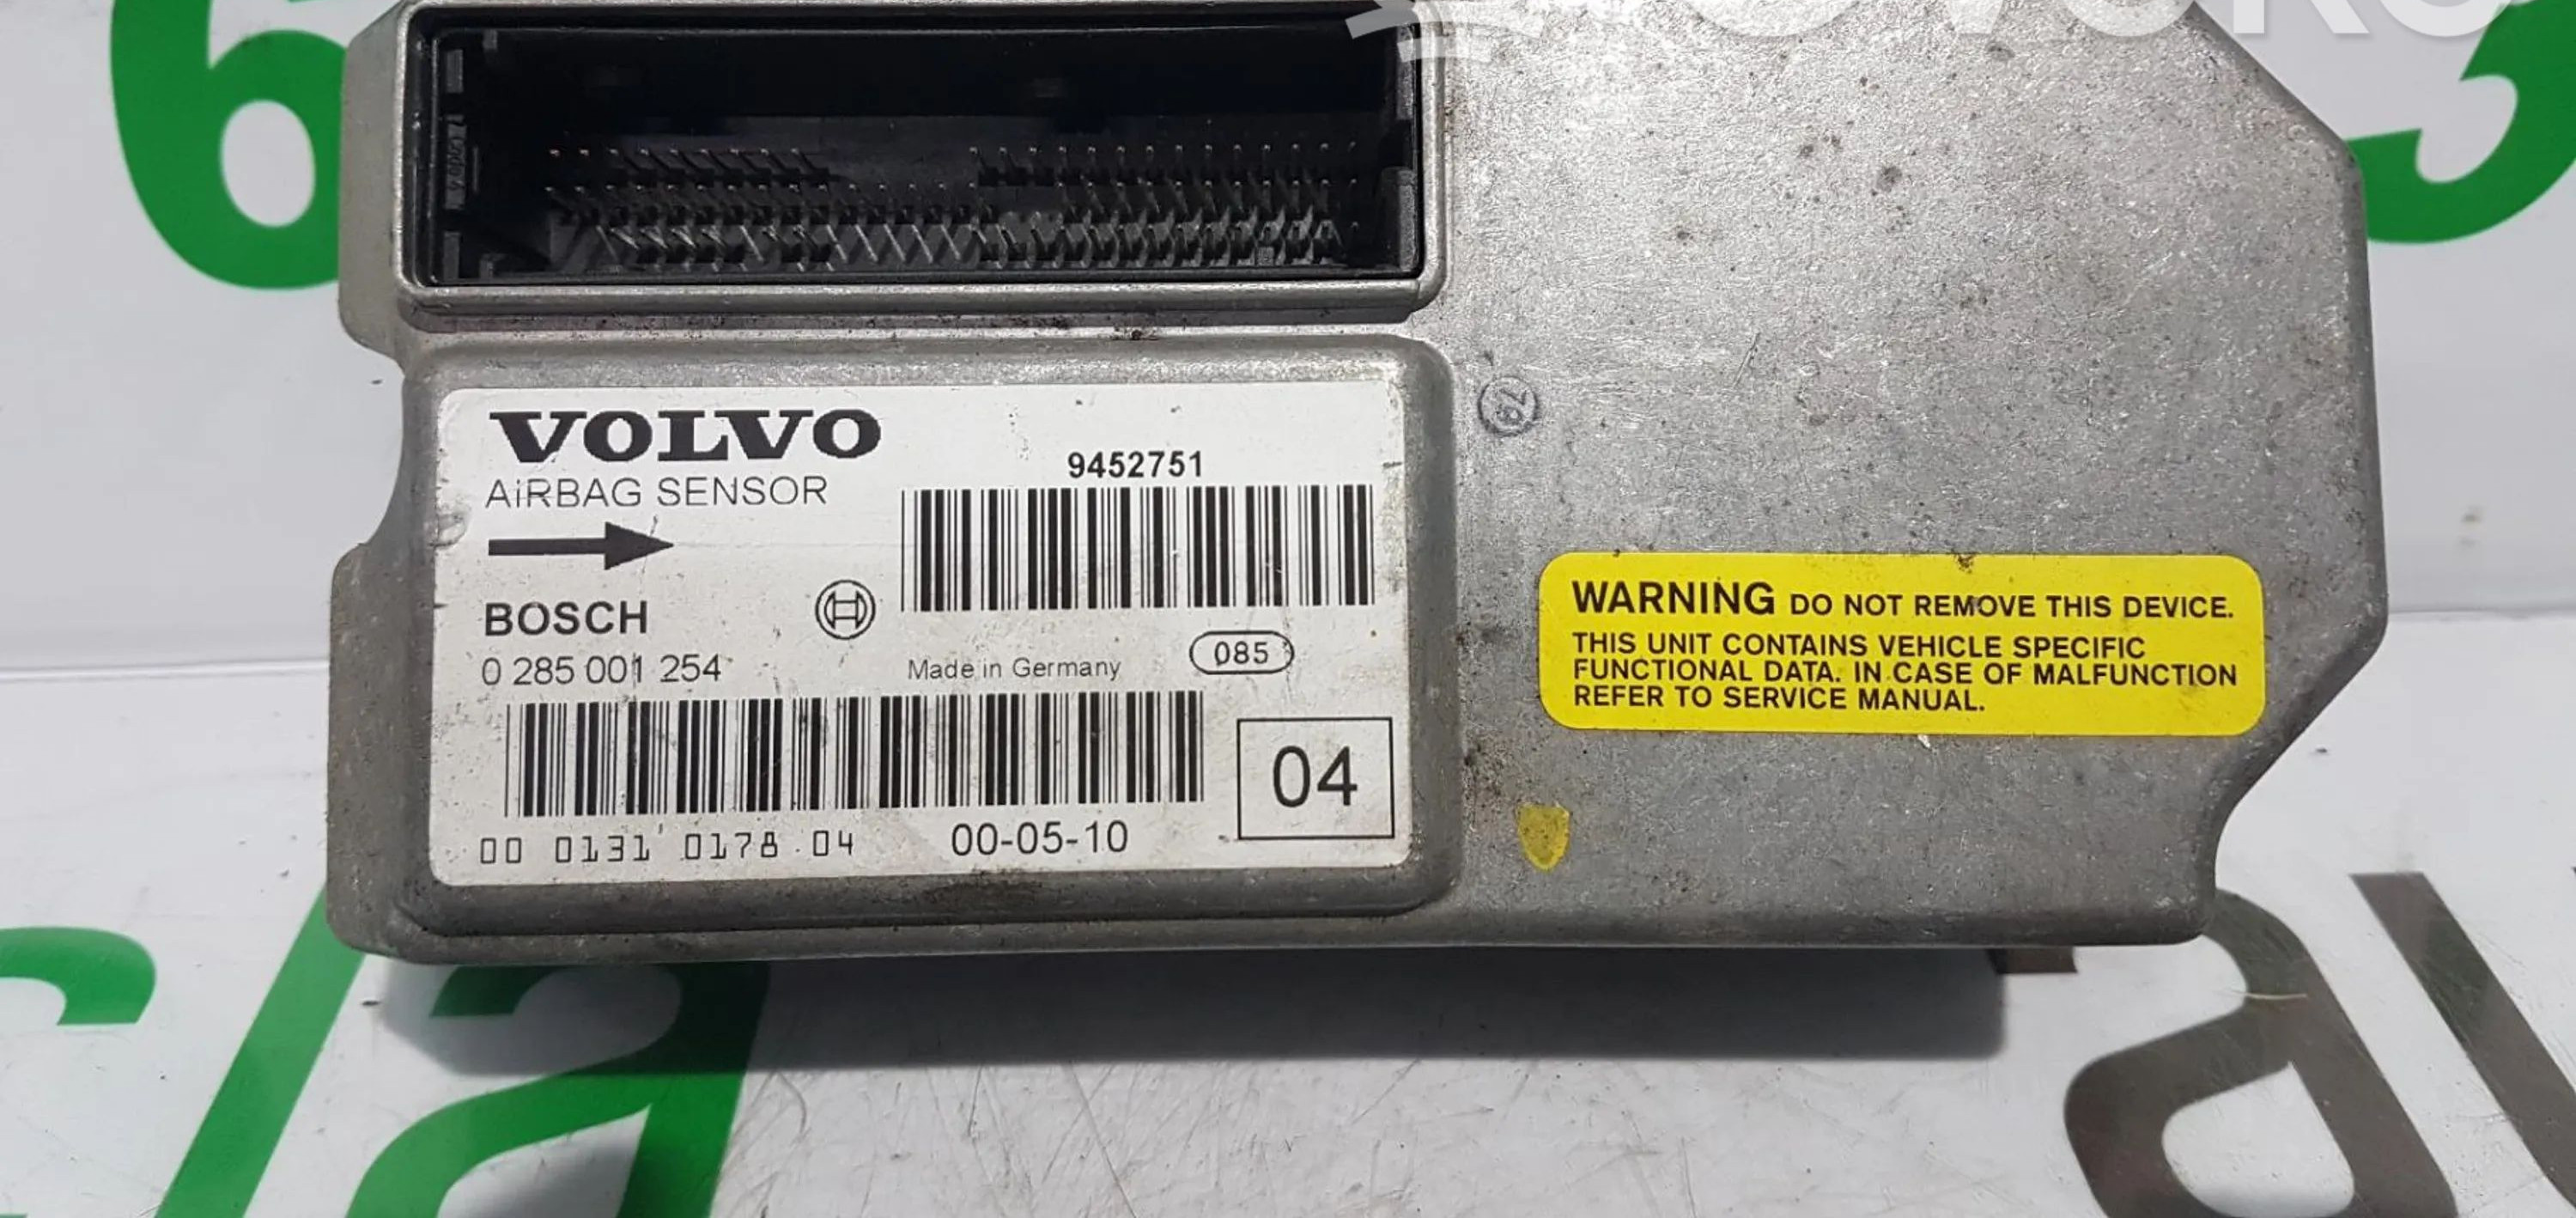 VOLVO
AiRBAG SENSOR
9452751
BOSCH
0 285 001 254
Made in Germany
085
04
00 0131 0178 04
00-05-10
WARNING DO NOT REMOVE THIS DEVICE.
THIS UNIT CONTAINS VEHICLE SPECIFIC
FUNCTIONAL DATA. IN CASE OF MALFUNCTION
REFER TO SERVICE MANUAL.